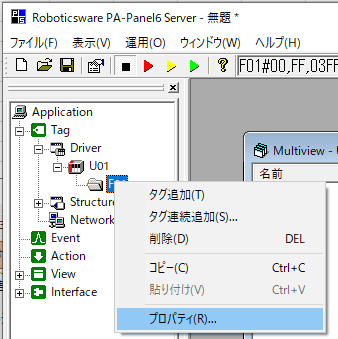 Roboticsware PA-Panel6 Server - 無題 *
ファイル(F) 表示(V) 運用(O) ウィンドウ(W) ヘルプ(H)
F01#00,FF,03FF
Application
Tag
Driver
U01
Structure
Network
Event
Action
View
Interface
Multiview - U
名前
タグ追加(T)
タグ連続追加(S)...
削除(D) DEL
コピー(C) Ctrl+C
貼り付け(V) Ctrl+V
プロパティ(R)...